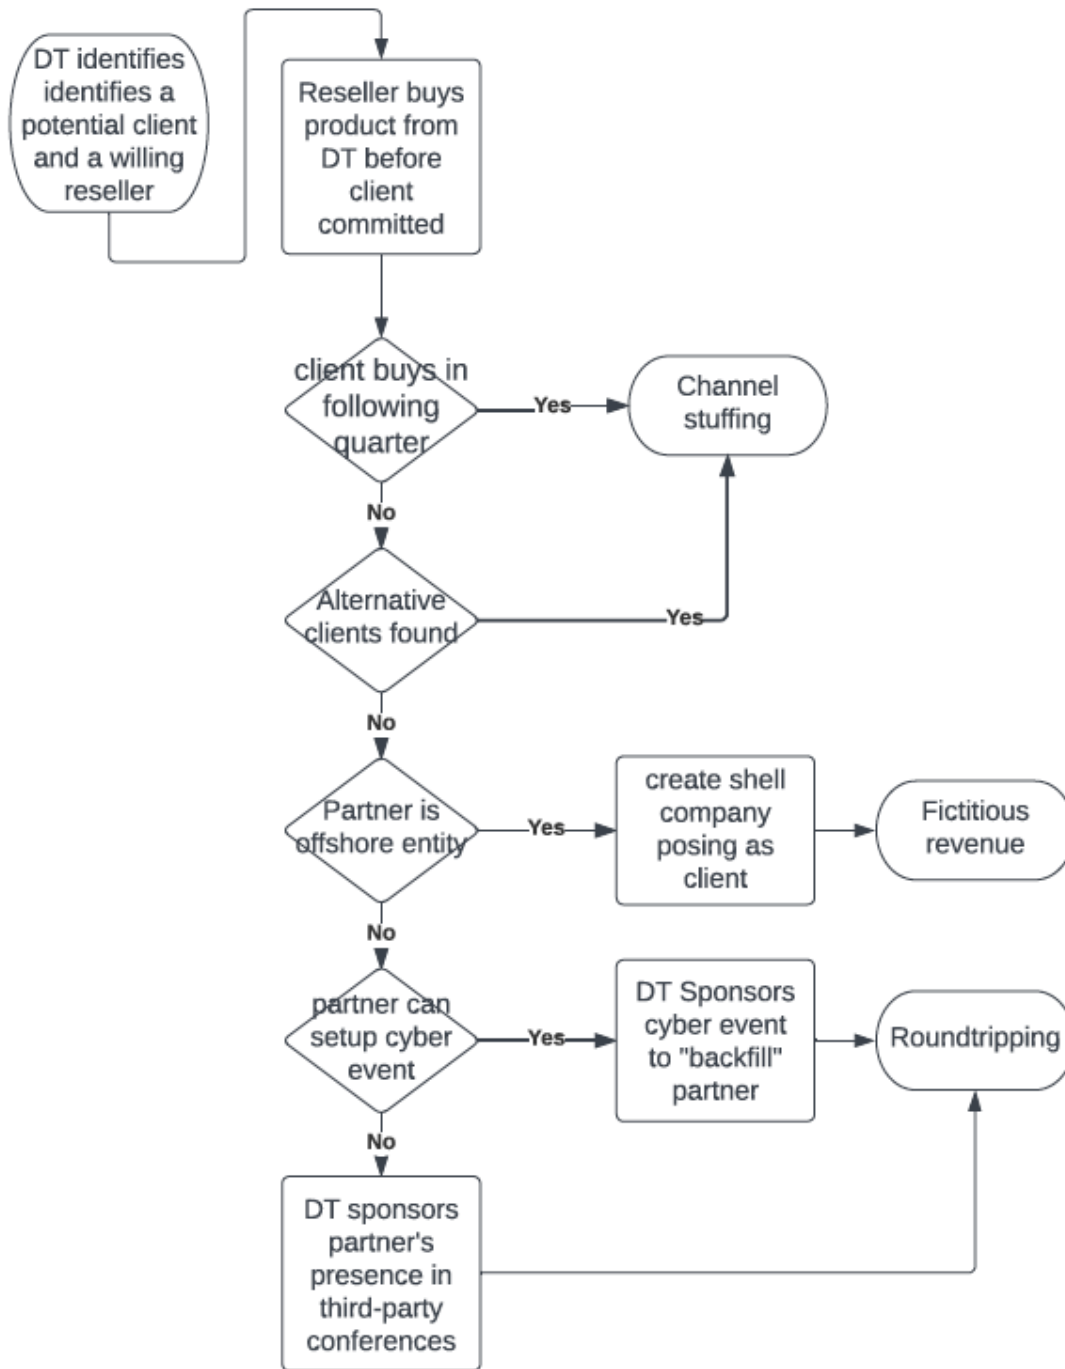 DT identifies
identifies a
potential client
and a willing
reseller
Reseller buys
product from
DT before
client
committed
client buys in
following
quarter
Yes
Channel
stuffing
No
Alternative
clients found
Yes
No
Partner is
offshore entity
Yes
create shell
company
posing as
client
Fictitious
revenue
No
partner can
setup cyber
event
Yes
DT Sponsors
cyber event
to "backfill"
partner
Roundtripping
No
DT sponsors
partner's
presence in
third-party
conferences